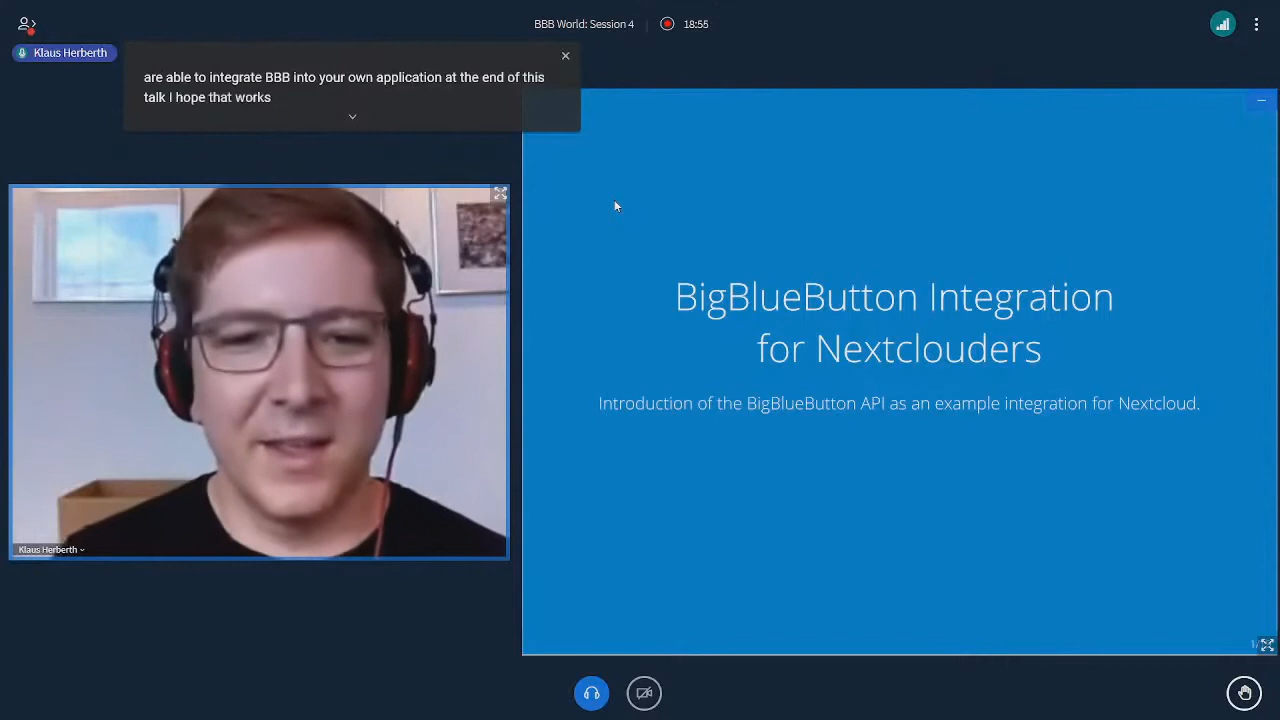 BBB World: Session 4
18:55
Klaus Herberth
are able to integrate BBB into your own application at the end of this
talk I hope that works
BigBlueButton Integration
for Nextclouders
Introduction of the BigBlueButton API as an example integration for Nextcloud.
Klaus Herberth
1/